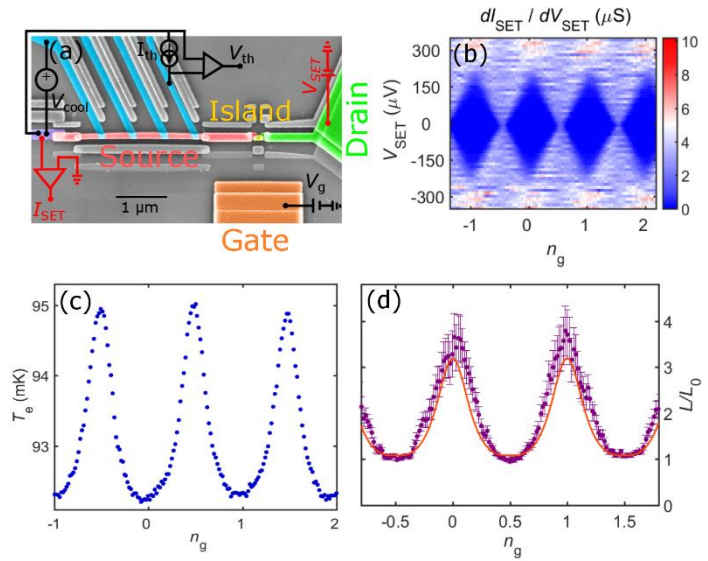 (a)
I_th
V_th
V_cool
V_SET
Island
Drain
Source
I_SET
1 μm
V_g
Gate
dI_SET / dV_SET (μS)
(b)
300
150
0
-150
-300
V_SET (μV)
-1 0 1 2
n_g
10
8
6
4
2
0
(c)
95
94
93
T_e (mK)
-1 0 1 2
n_g
(d)
4
3
2
1
0
L/L_0
-0.5 0 0.5 1 1.5
n_g